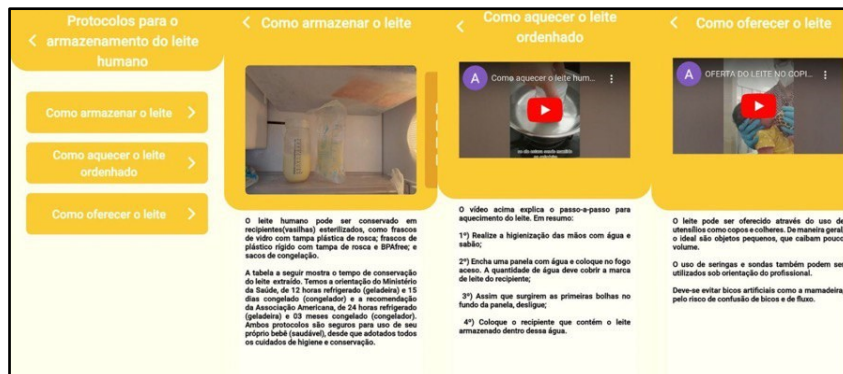 Protocolos para o
armazenamento do leite
humano
Como armazenar o leite
Como aquecer o leite
ordenhado
Como oferecer o leite
Como armazenar o leite
O leite humano pode ser conservado em
recipientes(vasilhas) esterilizados, como frascos
de vidro com tampa plástica de rosca; frascos de
plástico rígido com tampa de rosca e BPAfree; e
sacos de congelação.
A tabela a seguir mostra o tempo de conservação
do leite extraído. Temos a orientação do Ministério
da Saúde, de 12 horas refrigerado (geladeira) e 15
dias congelado (congelador) e a recomendação
da Associação Americana, de 24 horas refrigerado
(geladeira) e 03 meses congelado (congelador).
Ambos protocolos são seguros para uso de seu
próprio bebê (saudável), desde que adotados todos
os cuidados de higiene e conservação.
Como aquecer o leite
ordenhado
A
Como aquecer o leite hum...
O vídeo acima explica o passo-a-passo para
aquecimento do leite. Em resumo:
1º) Realize a higienização das mãos com água e
sabão;
2º) Encha uma panela com água e coloque no fogo
aceso. A quantidade de água deve cobrir a marca
de leite do recipiente;
3º) Assim que surgirem as primeiras bolhas no
fundo da panela, desligue;
4º) Coloque o recipiente que contém o leite
armazenado dentro dessa água.
Como oferecer o leite
A
OFERTA DO LEITE NO COPI...
O leite pode ser oferecido através do uso de
utensílios como copos e colheres. De maneira geral,
o ideal são objetos pequenos, que caibam pouco
volume.
O uso de seringas e sondas também podem ser
utilizados sob orientação do profissional.
Deve-se evitar bicos artificiais como a mamadeira,
pelo risco de confusão de bicos e de fluxo.